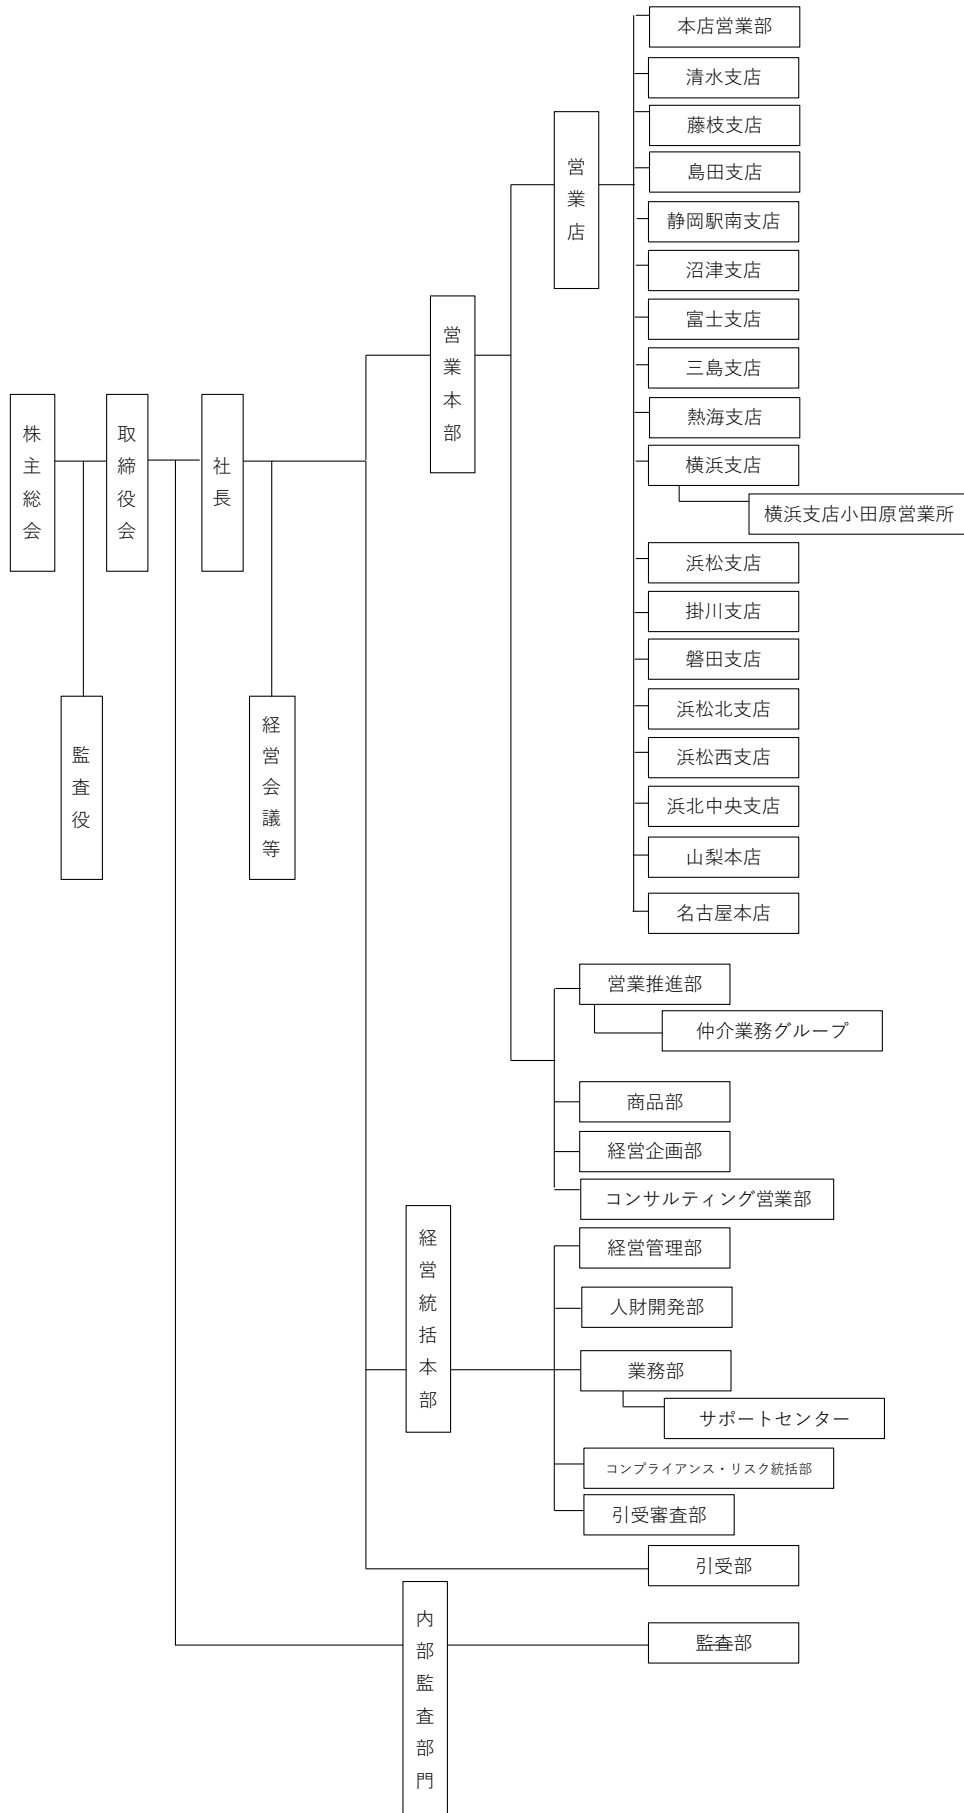 本店営業部
清水支店
藤枝支店
島田支店
静岡駅南支店
沼津支店
富士支店
三島支店
熱海支店
横浜支店
横浜支店小田原営業所
浜松支店
掛川支店
磐田支店
浜松北支店
浜松西支店
浜北中央支店
山梨本店
名古屋本店
営業店
営業本部
株主総会
取締役会
社長
監査役
経営会議等
営業推進部
仲介業務グループ
商品部
経営企画部
コンサルティング営業部
経営統括本部
経営管理部
人財開発部
業務部
サポートセンター
コンプライアンス・リスク統括部
引受審査部
引受部
内部監査部門
監査部